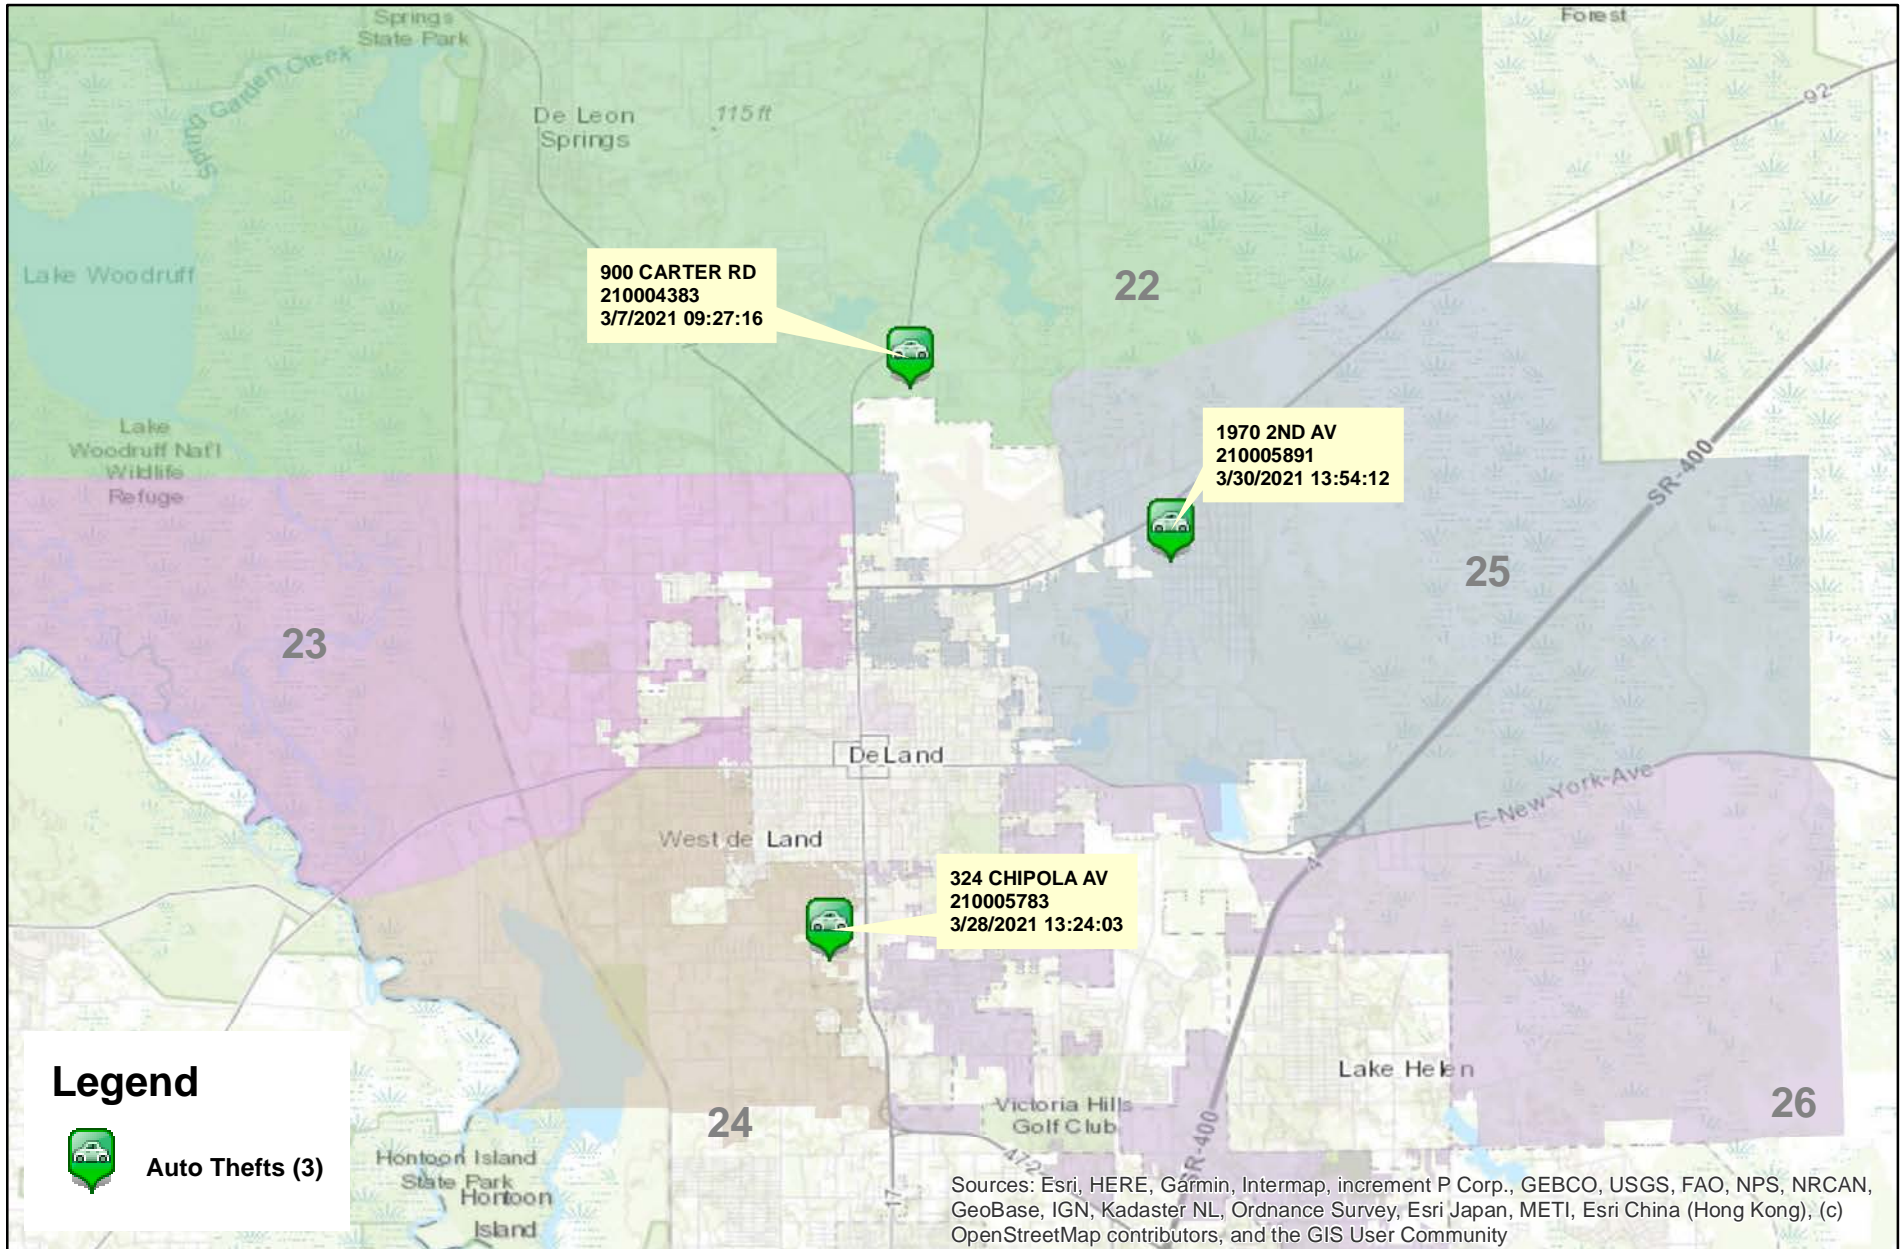 Springs
State Park
Forest
Spring Garden Creek
De Leon
Springs
115 ft
92
Lake Woodruff
900 CARTER RD
210004383
3/7/2021 09:27:16
22
Lake
Woodruff Nat'l
Wildlife
Refuge
1970 2ND AV
210005891
3/30/2021 13:54:12
SR-400
25
23
DeLand
E-New-York-Ave
West de Land
4
324 CHIPOLA AV
210005783
3/28/2021 13:24:03
Legend
Auto Thefts (3)
24
Victoria Hills
Golf Club
Lake Helen
26
472
SR-400
17
Hontoon Island
State Park
Hontoon
Island
Sources: Esri, HERE, Garmin, Intermap, increment P Corp., GEBCO, USGS, FAO, NPS, NRCAN,
GeoBase, IGN, Kadaster NL, Ordnance Survey, Esri Japan, METI, Esri China (Hong Kong), (c)
OpenStreetMap contributors, and the GIS User Community